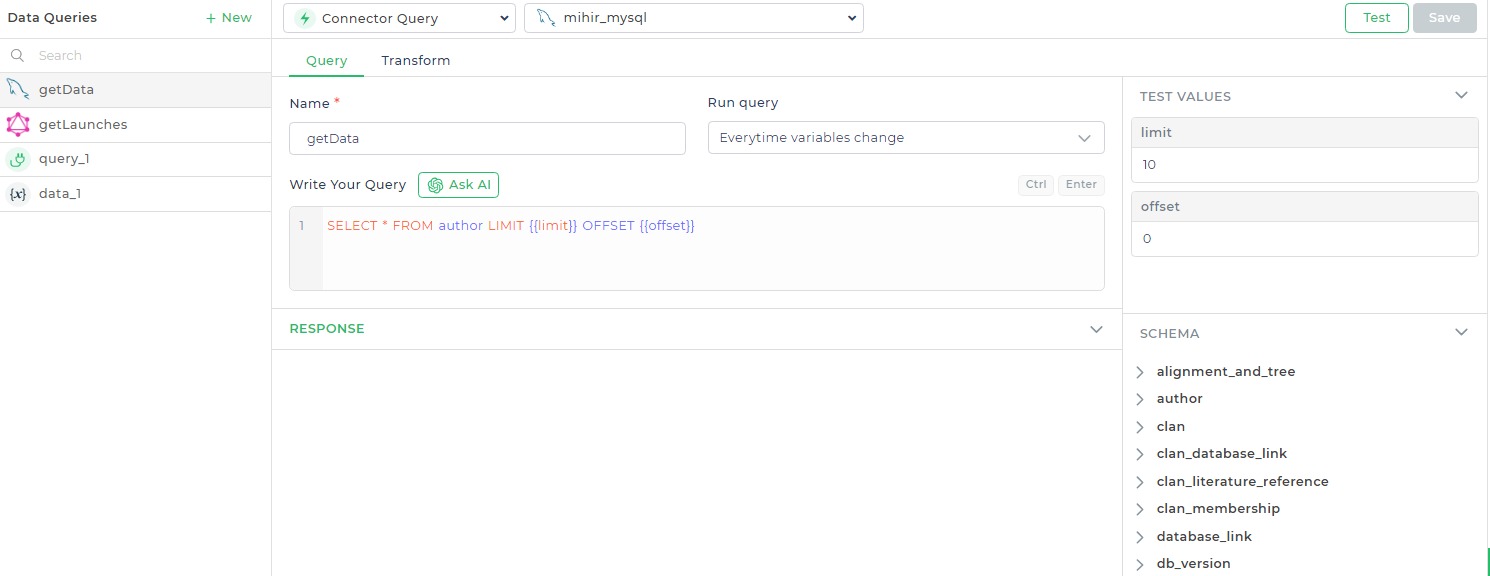 Data Queries
+ New
Search
getData
getLaunches
query_1
{x} data_1
Connector Query
mihir_mysql
Test
Save
Query
Transform
Name *
getData
Run query
Everytime variables change
Write Your Query
Ask AI
Ctrl
Enter
1 SELECT * FROM author LIMIT {{limit}} OFFSET {{offset}}
RESPONSE
TEST VALUES
limit
10
offset
0
SCHEMA
alignment_and_tree
author
clan
clan_database_link
clan_literature_reference
clan_membership
database_link
db_version